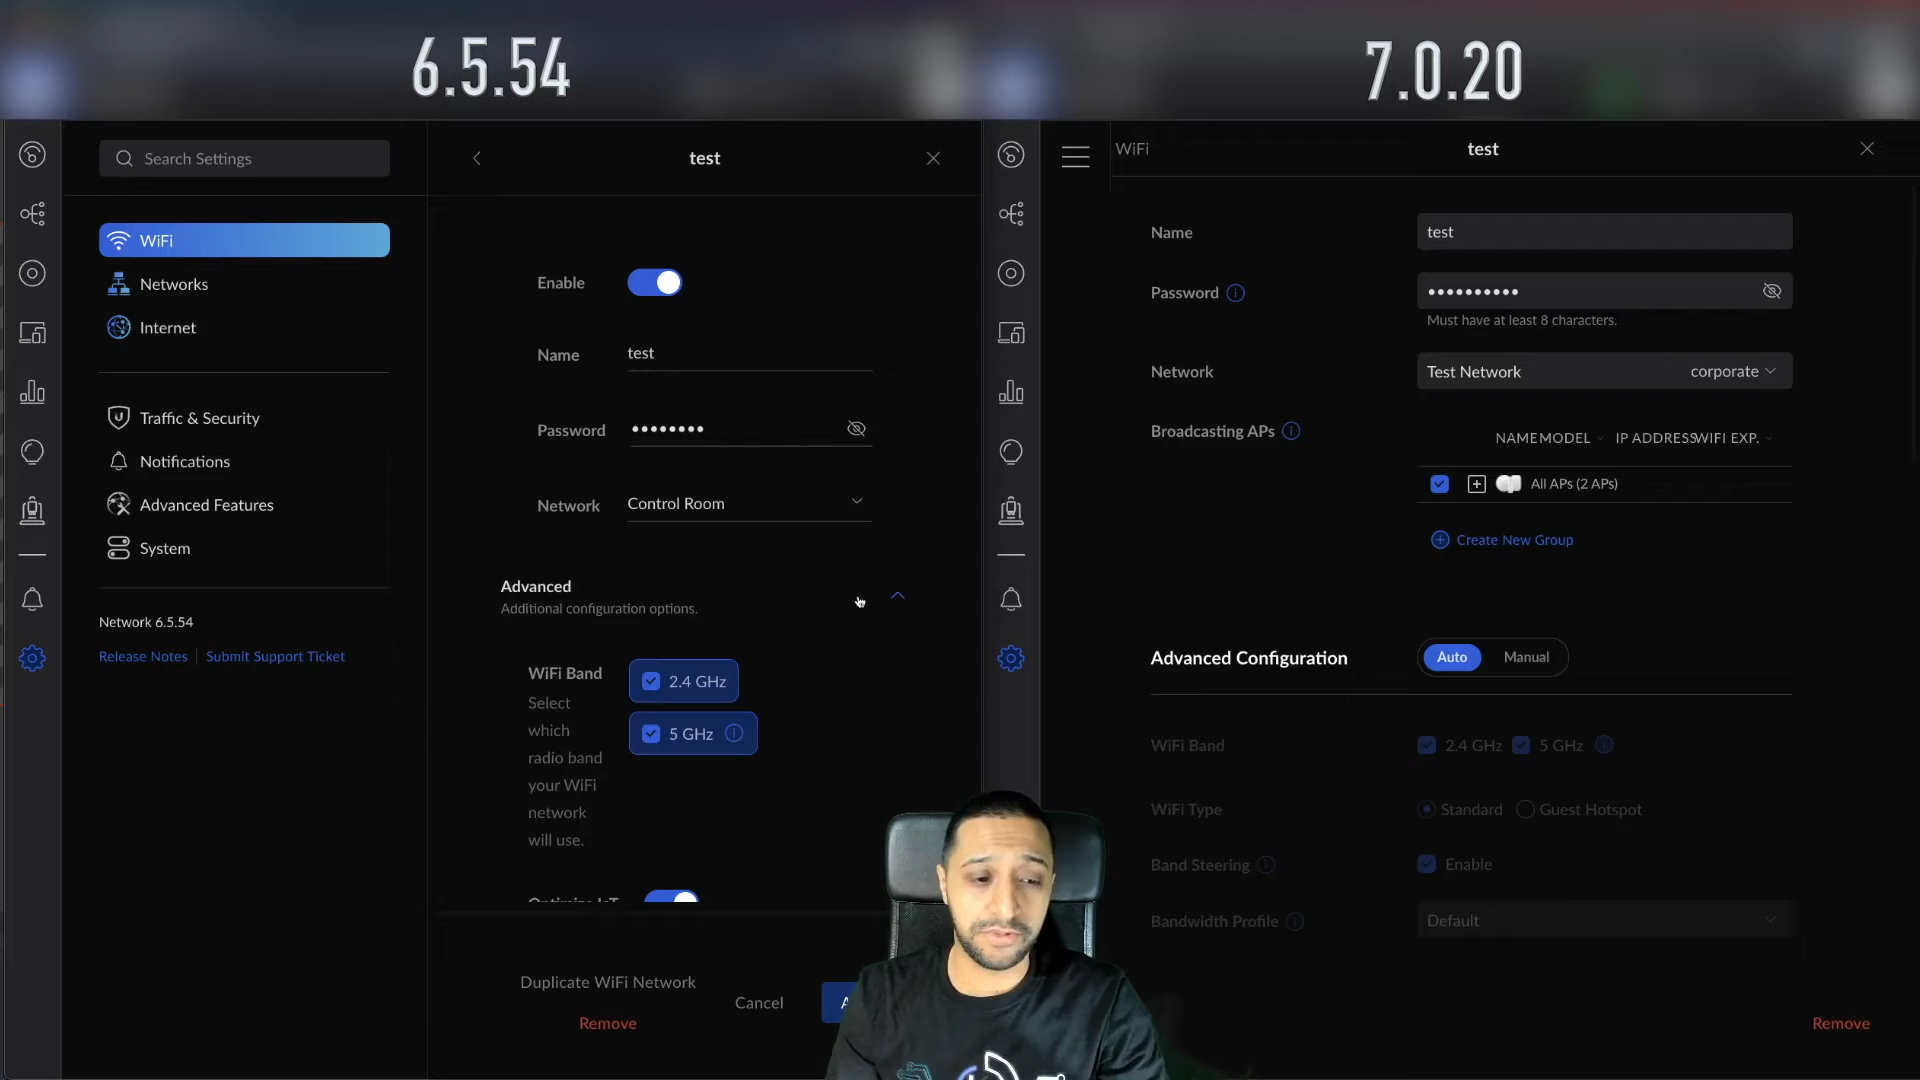 6.5.54
7.0.20
Search Settings
test
WiFi
Networks
Internet
Traffic & Security
Notifications
Advanced Features
System
Network 6.5.54
Release Notes
Submit Support Ticket
Enable
Name
test
Password
••••••••
Network
Control Room
Advanced
Additional configuration options.
WiFi Band
Select
which
radio band
your WiFi
network
will use.
2.4 GHz
5 GHz
Optimize IoT
Duplicate WiFi Network
Remove
Cancel
A
WiFi
test
Name
test
Password
••••••••••
Must have at least 8 characters.
Network
Test Network
corporate
Broadcasting APs
NAME MODEL IP ADDRESS WIFI EXP.
All APs (2 APs)
Create New Group
Advanced Configuration
Auto
Manual
WiFi Band
2.4 GHz
5 GHz
WiFi Type
Standard
Guest Hotspot
Band Steering
Enable
Bandwidth Profile
Default
Remove